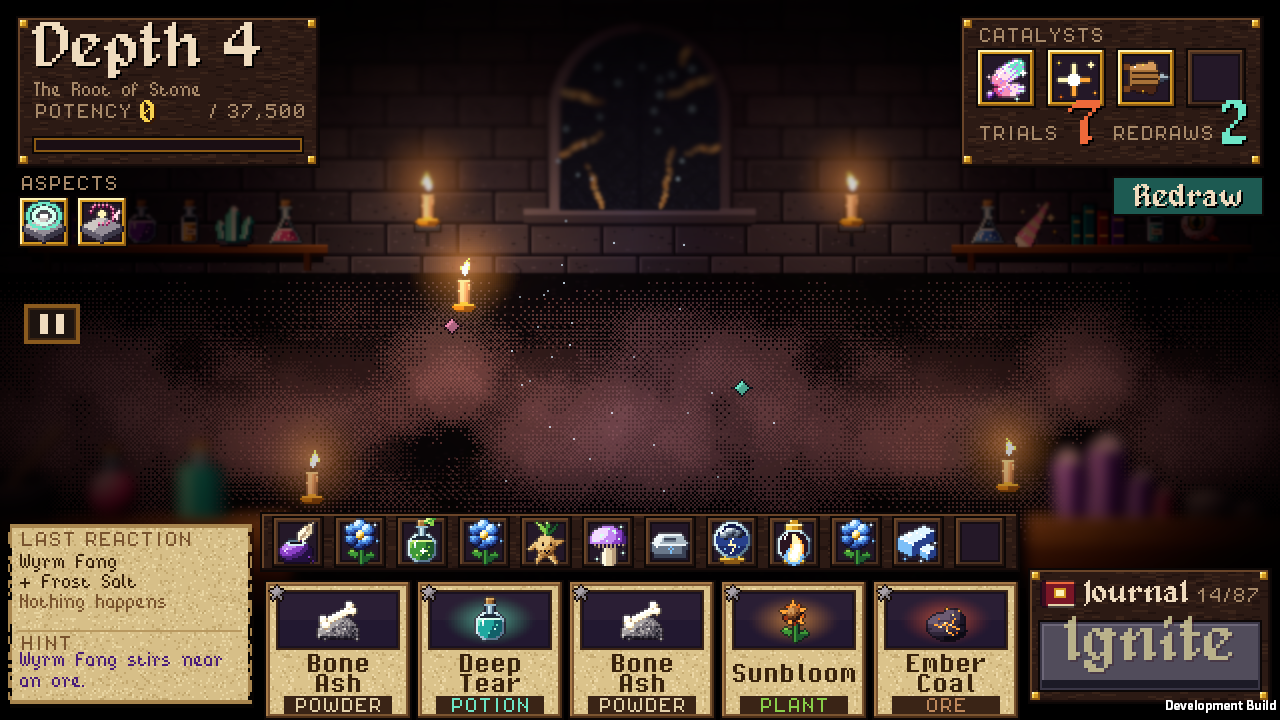 Depth 4
The Root of Stone
POTENCY 0 / 37,500
ASPECTS
CATALYSTS
TRIALS 7 REDRAWS 2
Redraw
LAST REACTION
Wyrm Fang
+ Frost Salt
Nothing happens
HINT
Wyrm Fang stirs near
an ore.
Bone
Ash
POWDER
Deep
Tear
POTION
Bone
Ash
POWDER
Sunbloom
PLANT
Ember
Coal
ORE
Journal 14/87
Ignite
Development Build